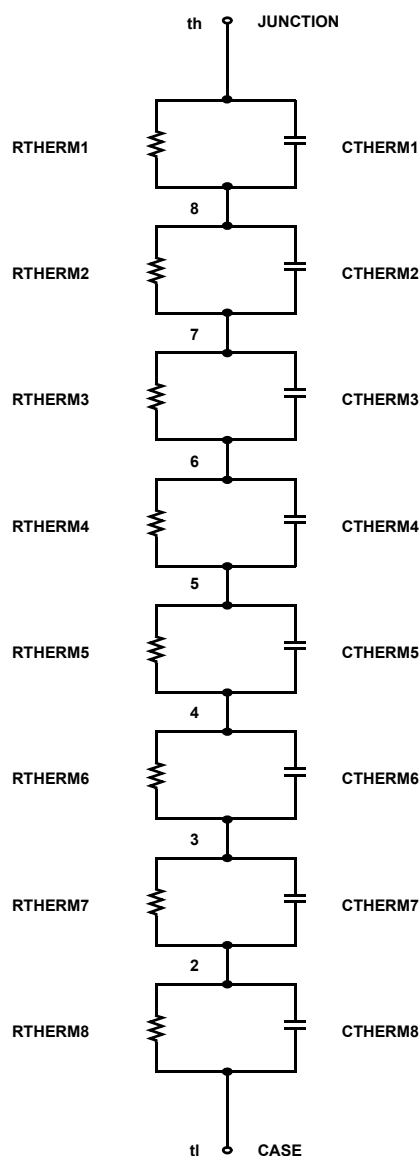 th JUNCTION
RTHERM1 CTHERM1
8
RTHERM2 CTHERM2
7
RTHERM3 CTHERM3
6
RTHERM4 CTHERM4
5
RTHERM5 CTHERM5
4
RTHERM6 CTHERM6
3
RTHERM7 CTHERM7
2
RTHERM8 CTHERM8
tl CASE